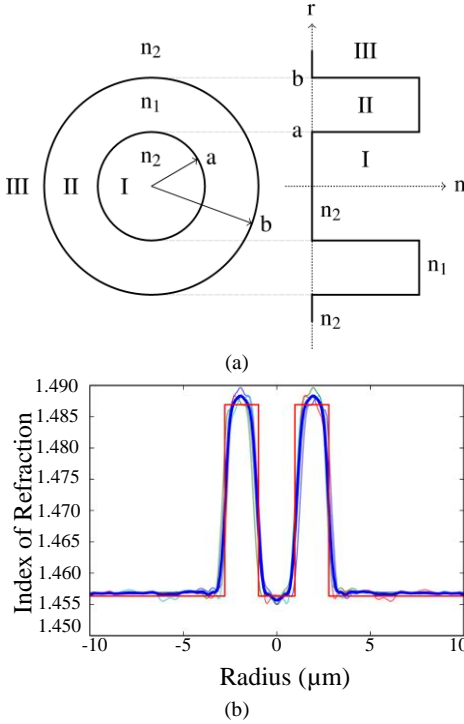 n2
n1
n2
a
III
II
I
b
r
III
b
II
a
I
n
n2
n1
n2
(a)
1.490
1.485
1.480
1.475
1.470
1.465
1.460
1.455
1.450
Index of Refraction
-10
-5
0
5
10
Radius (µm)
(b)